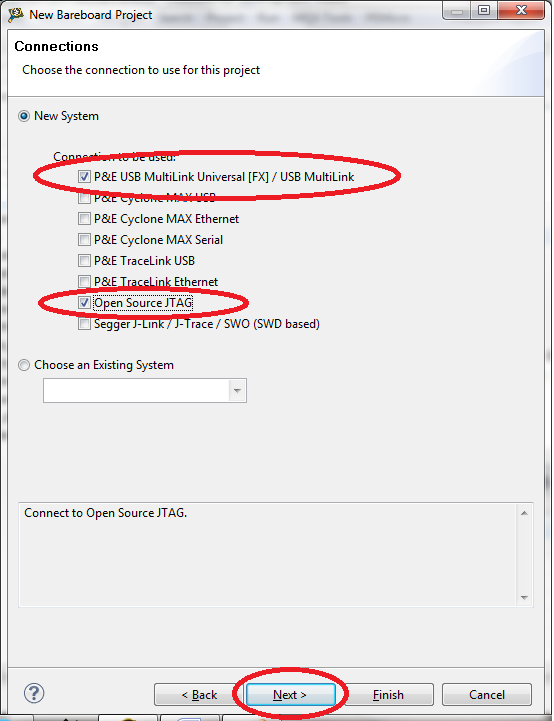 New Bareboard Project
Connections
Choose the connection to use for this project
New System
Connection to be used:
P&E USB MultiLink Universal [FX] / USB MultiLink
P&E Cyclone MAX USB
P&E Cyclone MAX Ethernet
P&E Cyclone MAX Serial
P&E TraceLink USB
P&E TraceLink Ethernet
Open Source JTAG
Segger J-Link / J-Trace / SWO (SWD based)
Choose an Existing System
Connect to Open Source JTAG.
? < Back Next > Finish Cancel